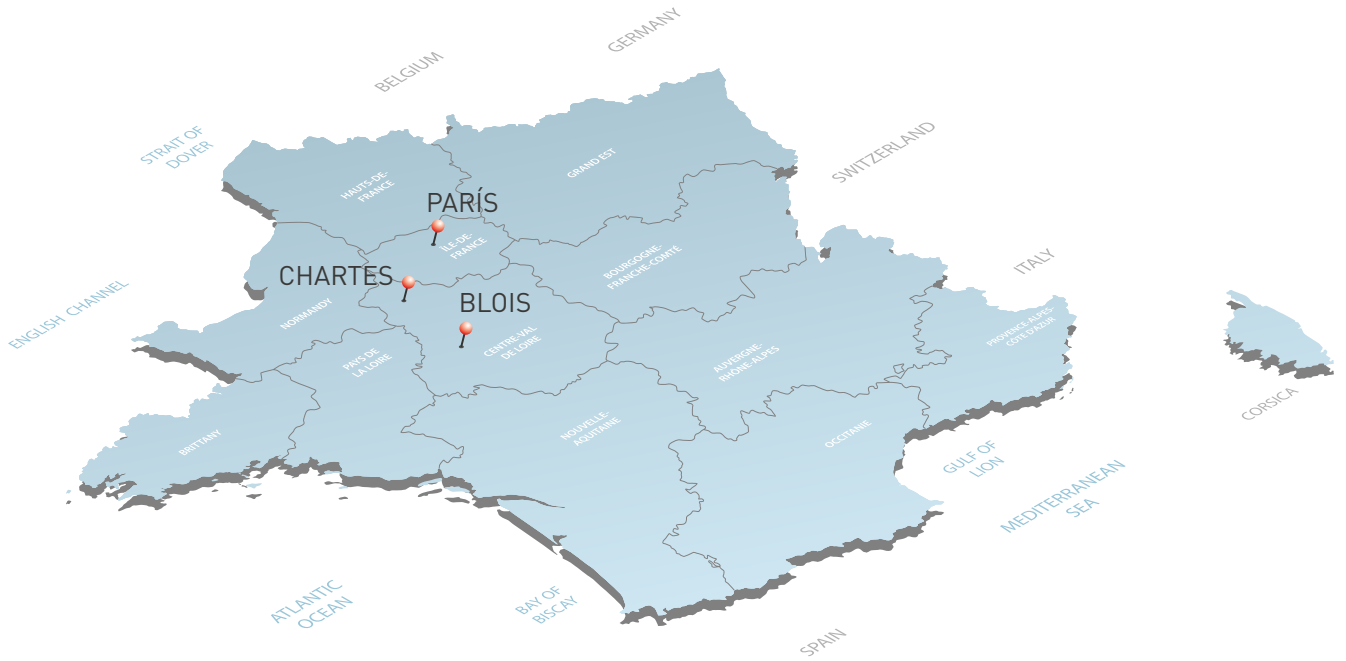 GERMANY
BELGIUM
STRAIT OF
DOVER
SWITZERLAND
GRAND EST
HAUTS-DE-
FRANCE
PARÍS
ÎLE-DE-
FRANCE
BOURGOGNE-
FRANCHE-COMTE
ITALY
CHARTES
BLOIS
ENGLISH CHANNEL
NORMANDY
CENTRE-VAL
DE LOIRE
PAYS DE
LA LOIRE
AUVERGNE-
RHONE-ALPES
PROVENCE-ALPES-
CÔTE D'AZUR
CORSICA
NOUVELLE-
AQUITAINE
OCCITANIE
BRITTANY
GULF OF
LION
MEDITERRANEAN
SEA
ATLANTIC
OCEAN
BAY OF
BISCAY
SPAIN